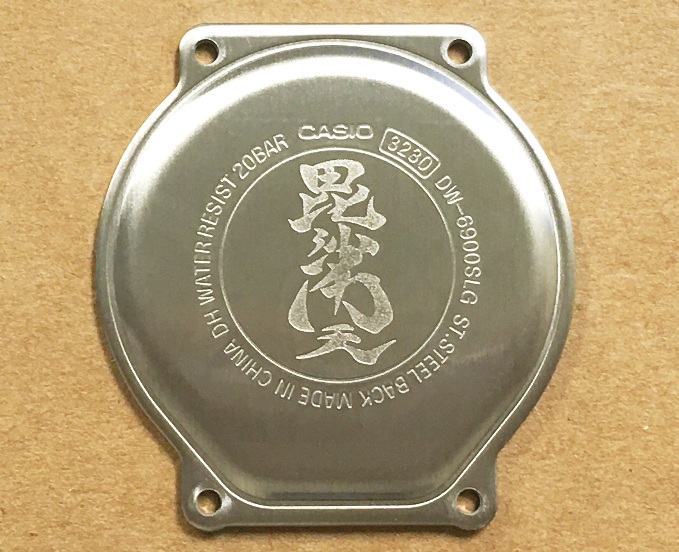 CASIO 3230 DW-6900SLG ST.STEEL BACK MADE IN CHINA DH WATER RESIST 20BAR
毘沙門天